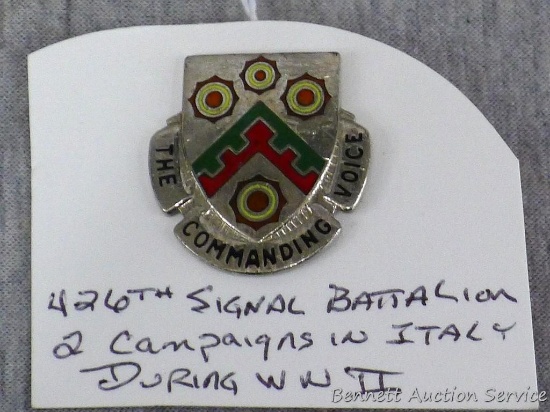 THE COMMANDING VOICE
426TH SIGNAL BATTALION
2 CAMPAIGNS IN ITALY
DURING WW II
Bennett Auction Service